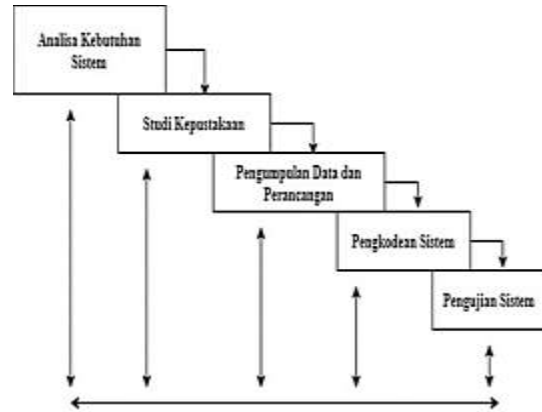 Analisa Kebutuhan
Sistem
Studi Kepustakaan
Pengumpulan Data dan
Perancangan
Pengkodean Sistem
Pengujian Sistem